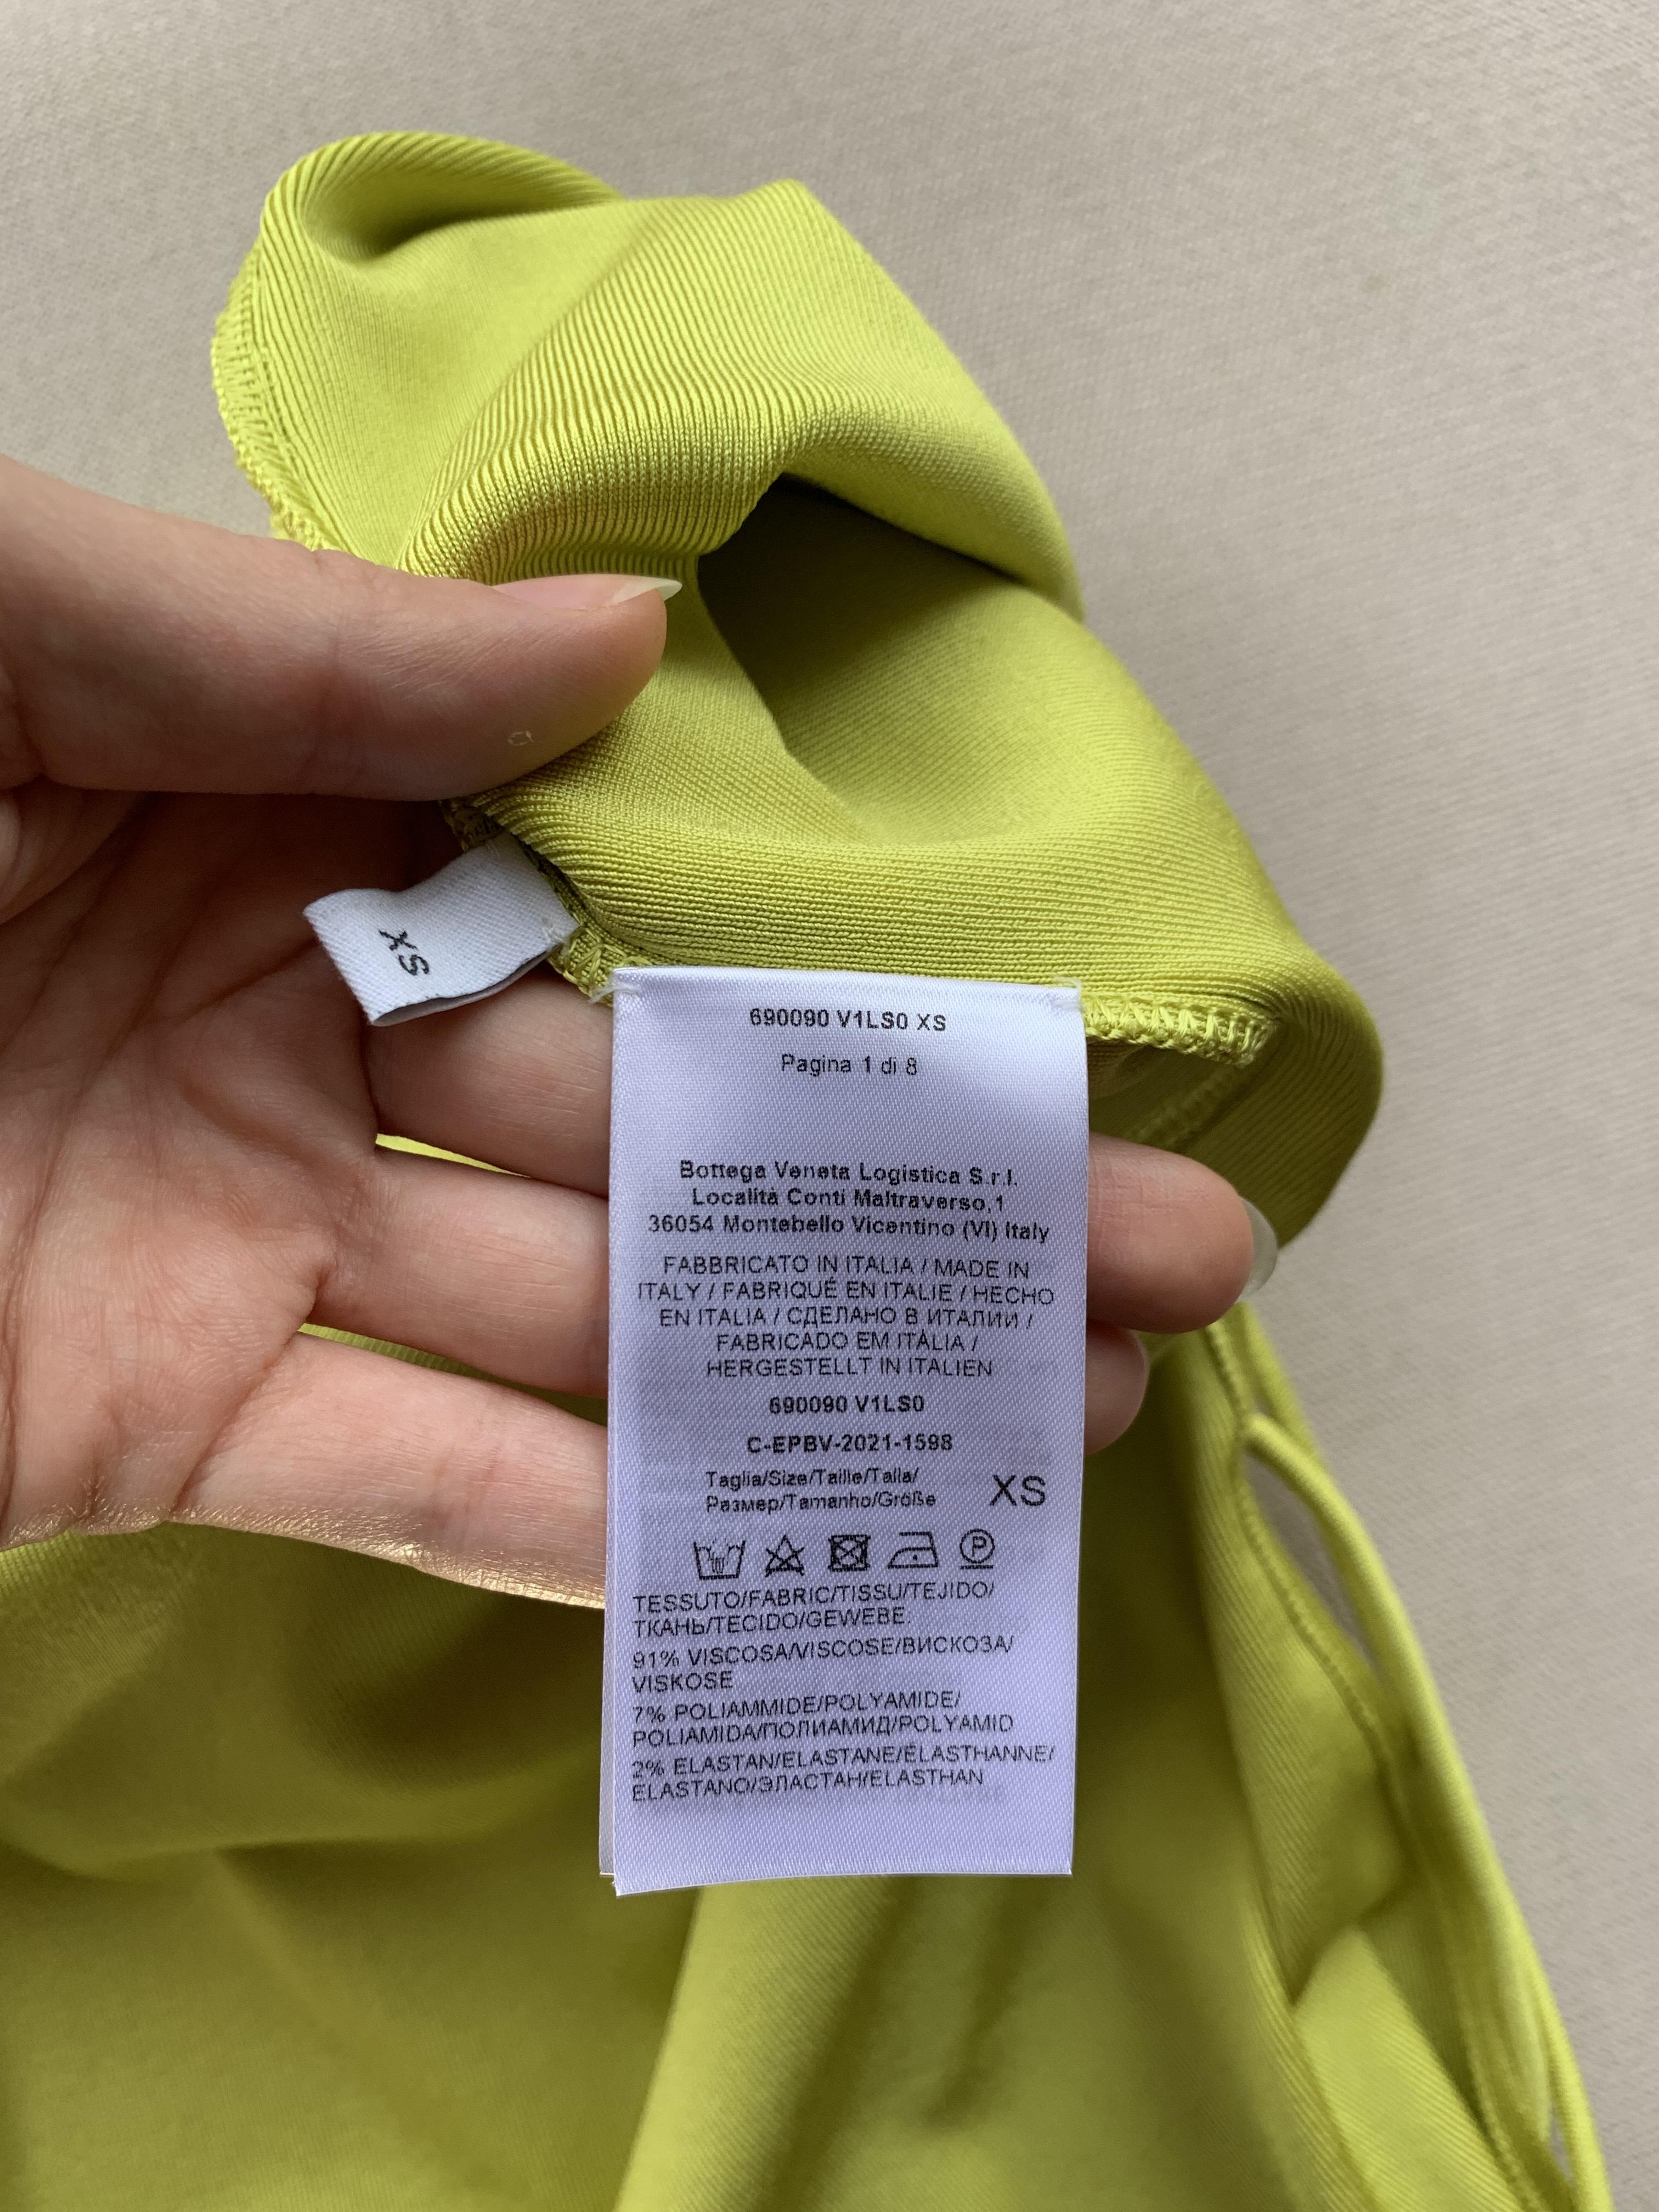 XS
690090 V1LS0 XS
Pagina 1 di 8
Bottega Veneta Logistica S.r.l.
Località Conti Maltraverso,1
36054 Montebello Vicentino (VI) Italy
FABBRICATO IN ITALIA / MADE IN
ITALY / FABRIQUÉ EN ITALIE / HECHO
EN ITALIA / СДЕЛАНО В ИТАЛИИ /
FABRICADO EM ITÀLIA /
HERGESTELLT IN ITALIEN
690090 V1LS0
C-EPBV-2021-1598
Taglia/Size/Taille/Talla/
Размер/Tamanho/Größe XS
P
TESSUTO/FABRIC/TISSU/TEJIDO/
ТКАНЬ/TECIDO/GEWEBE:
91% VISCOSA/VISCOSE/ВИСКОЗА/
VISKOSE
7% POLIAMMIDE/POLYAMIDE/
POLIAMIDA/ПОЛИАМИД/POLYAMID
2% ELASTAN/ELASTANE/ÉLASTHANNE/
ELASTANO/ЭЛАСТАН/ELASTHAN